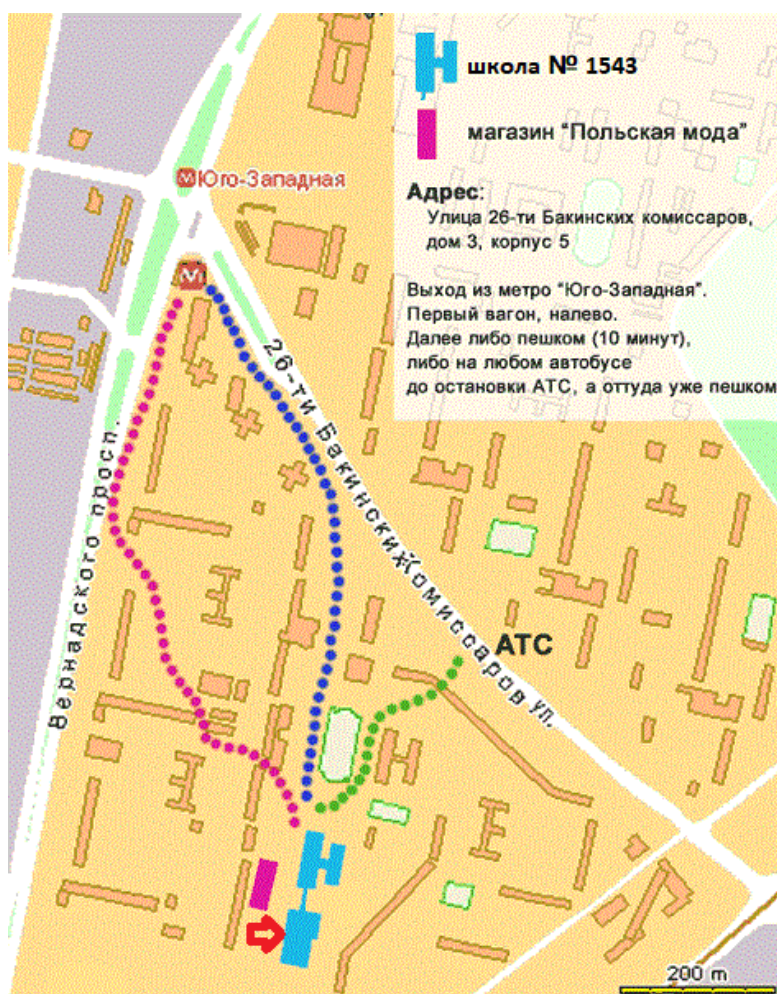 школа № 1543
магазин "Польская мода"
Адрес:
Улица 26-ти Бакинских комиссаров,
дом 3, корпус 5
Выход из метро "Юго-Западная".
Первый вагон, налево.
Далее либо пешком (10 минут),
либо на любом автобусе
до остановки АТС, а оттуда уже пешком
М Юго-Западная
М
26-ти Бакинских Комиссаров ул.
Вернадского просп.
АТС
200 m